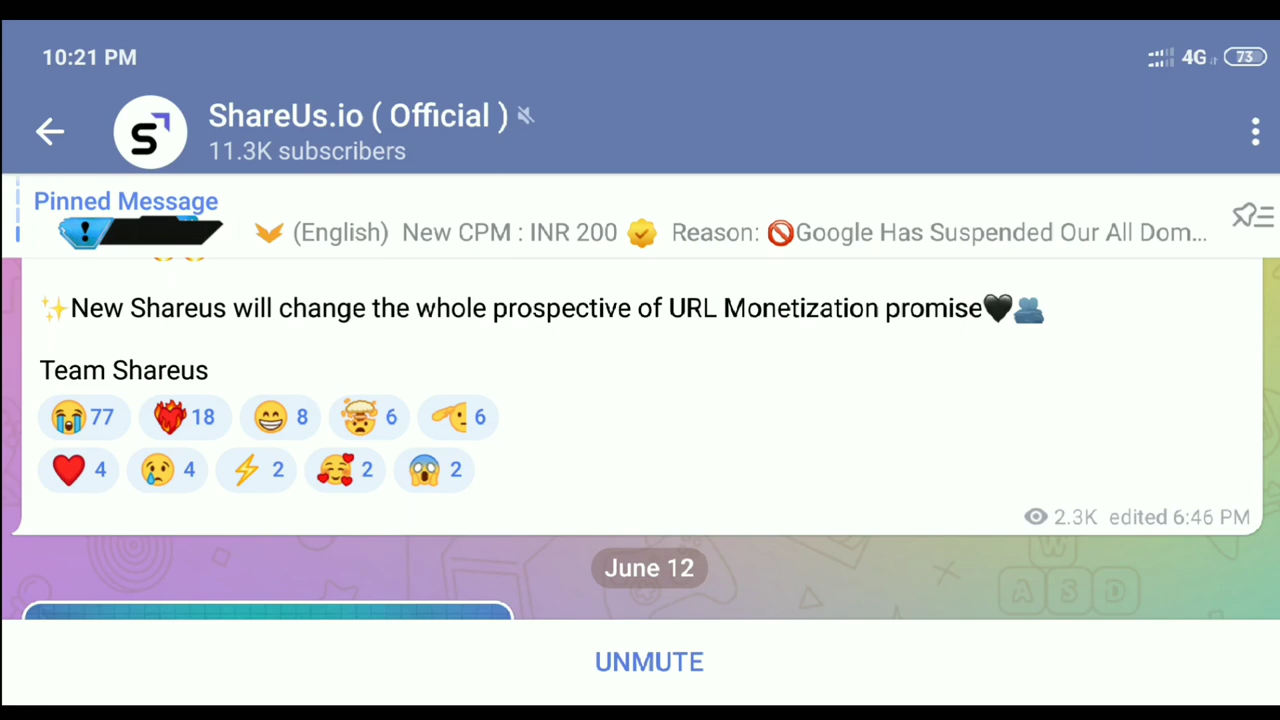 10:21 PM
4G 73
ShareUs.io ( Official )
11.3K subscribers
Pinned Message
(English) New CPM : INR 200 Reason: 🚫Google Has Suspended Our All Dom...
✨New Shareus will change the whole prospective of URL Monetization promise🖤🫂
Team Shareus
😭 77 ❤️‍🔥 18 😁 8 🤯 6 🫡 6
❤️ 4 😢 4 ⚡ 2 🥰 2 😱 2
2.3K edited 6:46 PM
W
A S D
June 12
UNMUTE